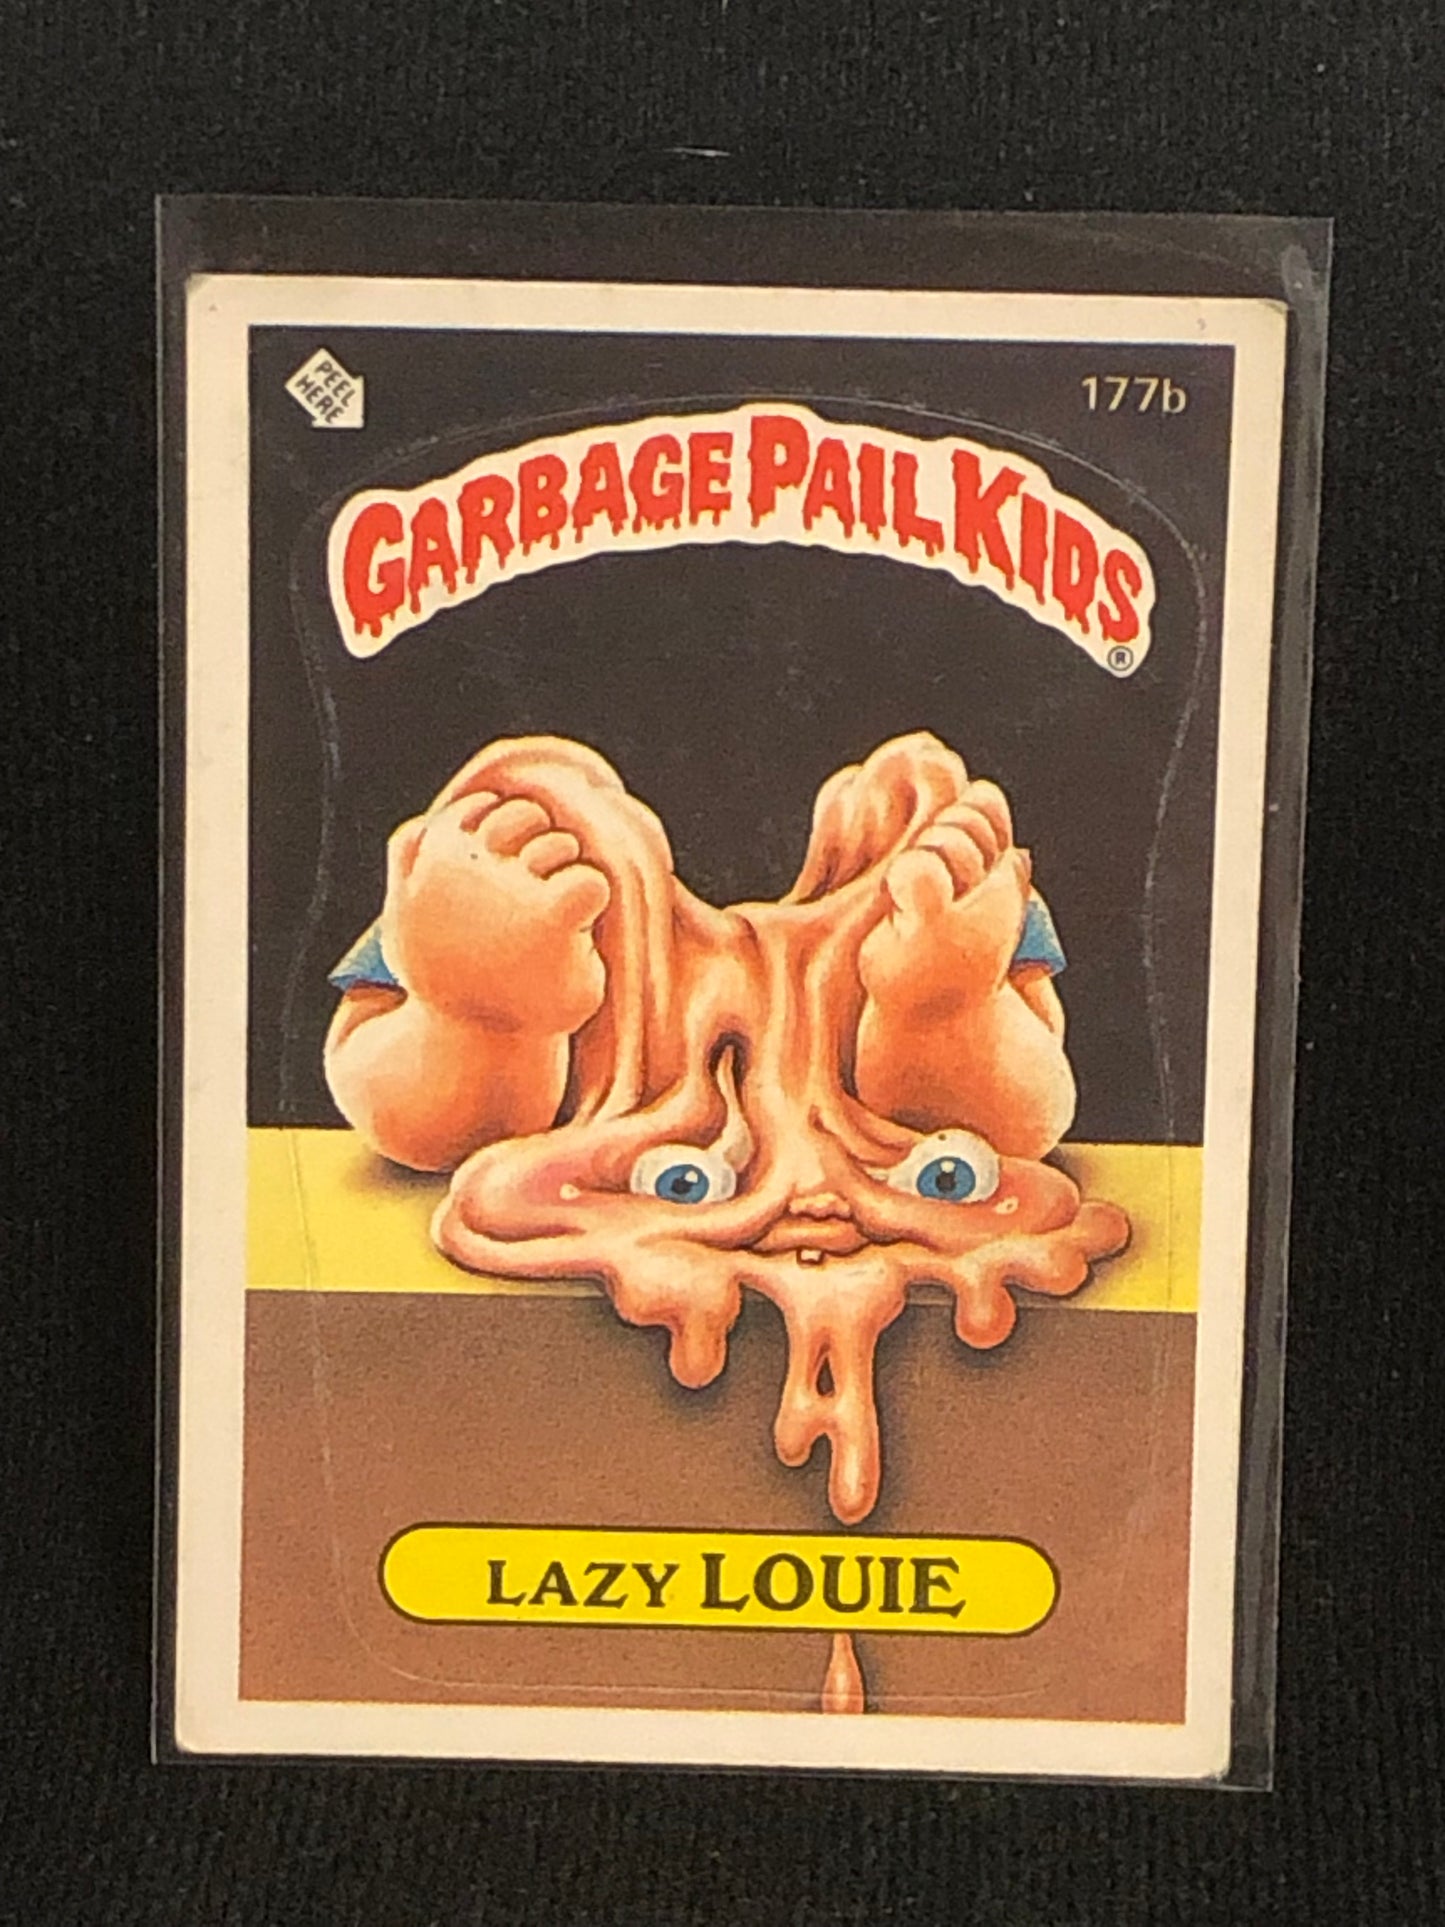 PEEL
HERE
177b
GARBAGE PAIL KIDS
®
LAZY LOUIE